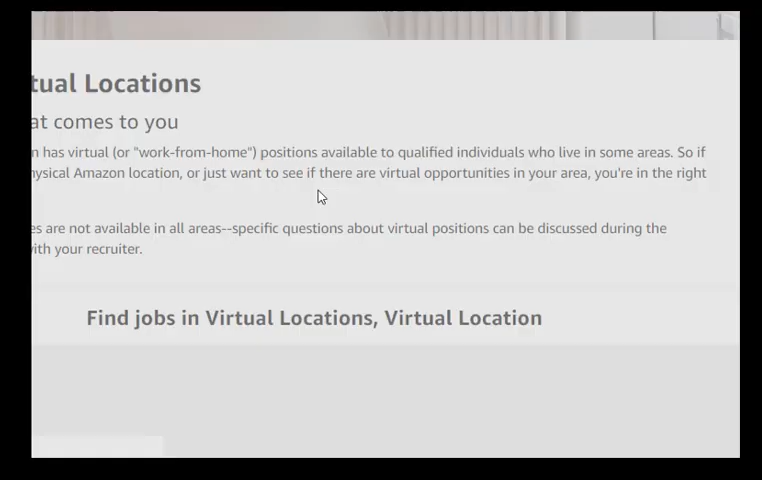 tual Locations
at comes to you
n has virtual (or "work-from-home") positions available to qualified individuals who live in some areas. So if
hysical Amazon location, or just want to see if there are virtual opportunities in your area, you're in the right
es are not available in all areas--specific questions about virtual positions can be discussed during the
with your recruiter.
Find jobs in Virtual Locations, Virtual Location